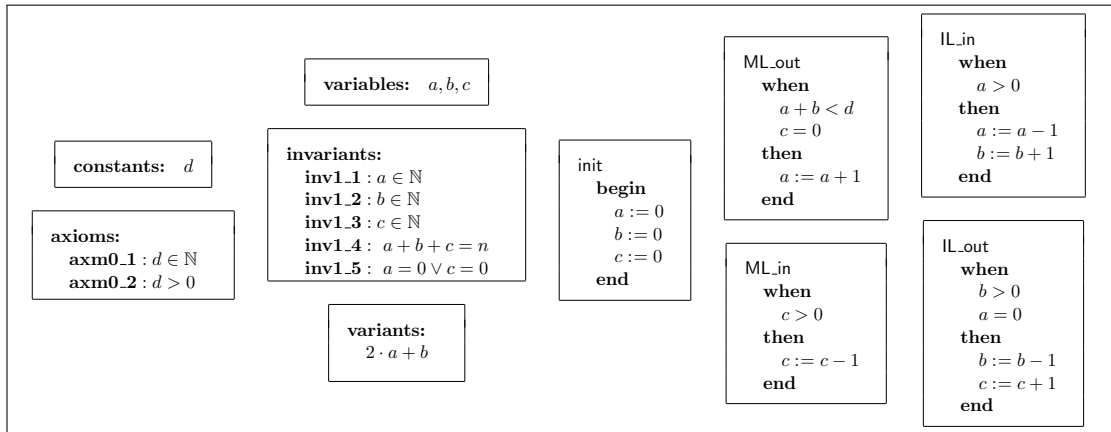 constants: d
axioms:
axm0_1 : d ∈ ℕ
axm0_2 : d > 0
variables: a, b, c
invariants:
inv1_1 : a ∈ ℕ
inv1_2 : b ∈ ℕ
inv1_3 : c ∈ ℕ
inv1_4 : a + b + c = n
inv1_5 : a = 0 ∨ c = 0
variants:
2 · a + b
init
begin
a := 0
b := 0
c := 0
end
ML_out
when
a + b < d
c = 0
then
a := a + 1
end
ML_in
when
c > 0
then
c := c − 1
end
IL_in
when
a > 0
then
a := a − 1
b := b + 1
end
IL_out
when
b > 0
a = 0
then
b := b − 1
c := c + 1
end